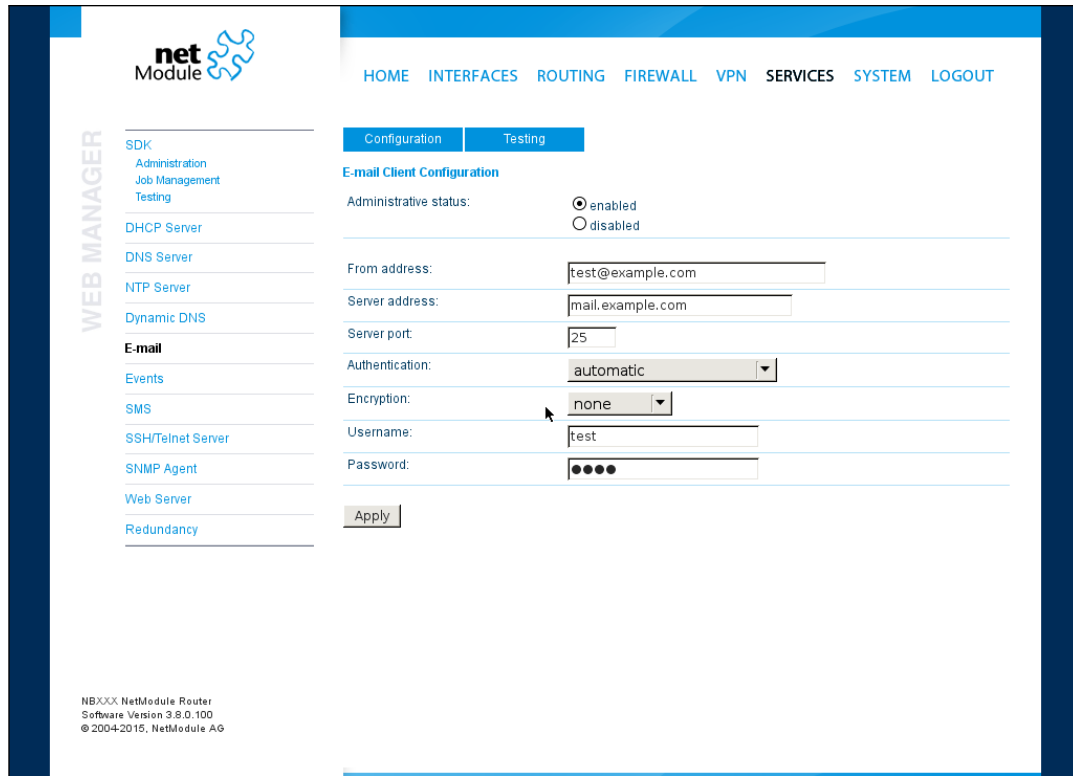 net
Module
HOME INTERFACES ROUTING FIREWALL VPN SERVICES SYSTEM LOGOUT
WEB MANAGER
SDK
Administration
Job Management
Testing
DHCP Server
DNS Server
NTP Server
Dynamic DNS
E-mail
Events
SMS
SSH/Telnet Server
SNMP Agent
Web Server
Redundancy
Configuration Testing
E-mail Client Configuration
Administrative status: enabled
disabled
From address: test@example.com
Server address: mail.example.com
Server port: 25
Authentication: automatic
Encryption: none
Username: test
Password: ●●●●
Apply
NBXXX NetModule Router
Software Version 3.8.0.100
© 2004-2015, NetModule AG